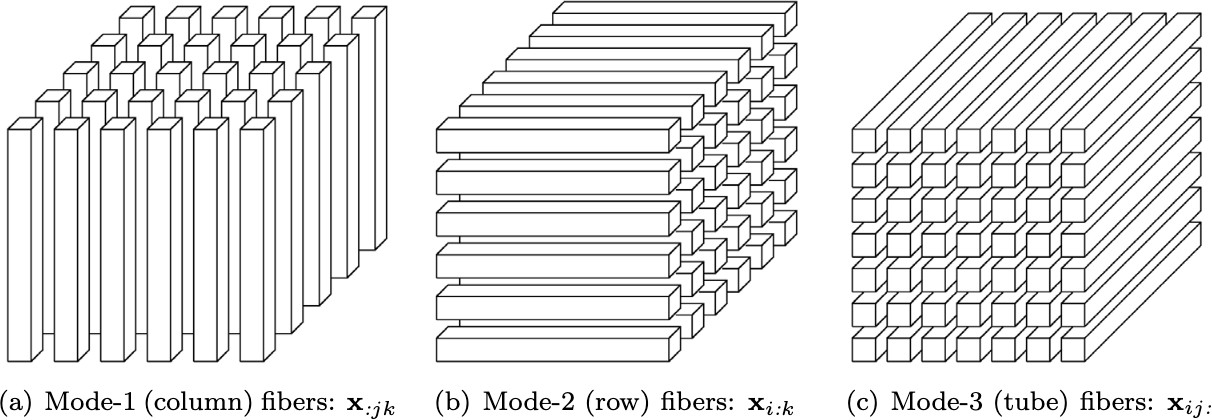 (a) Mode-1 (column) fibers: x:jk
(b) Mode-2 (row) fibers: xi:k
(c) Mode-3 (tube) fibers: xij: